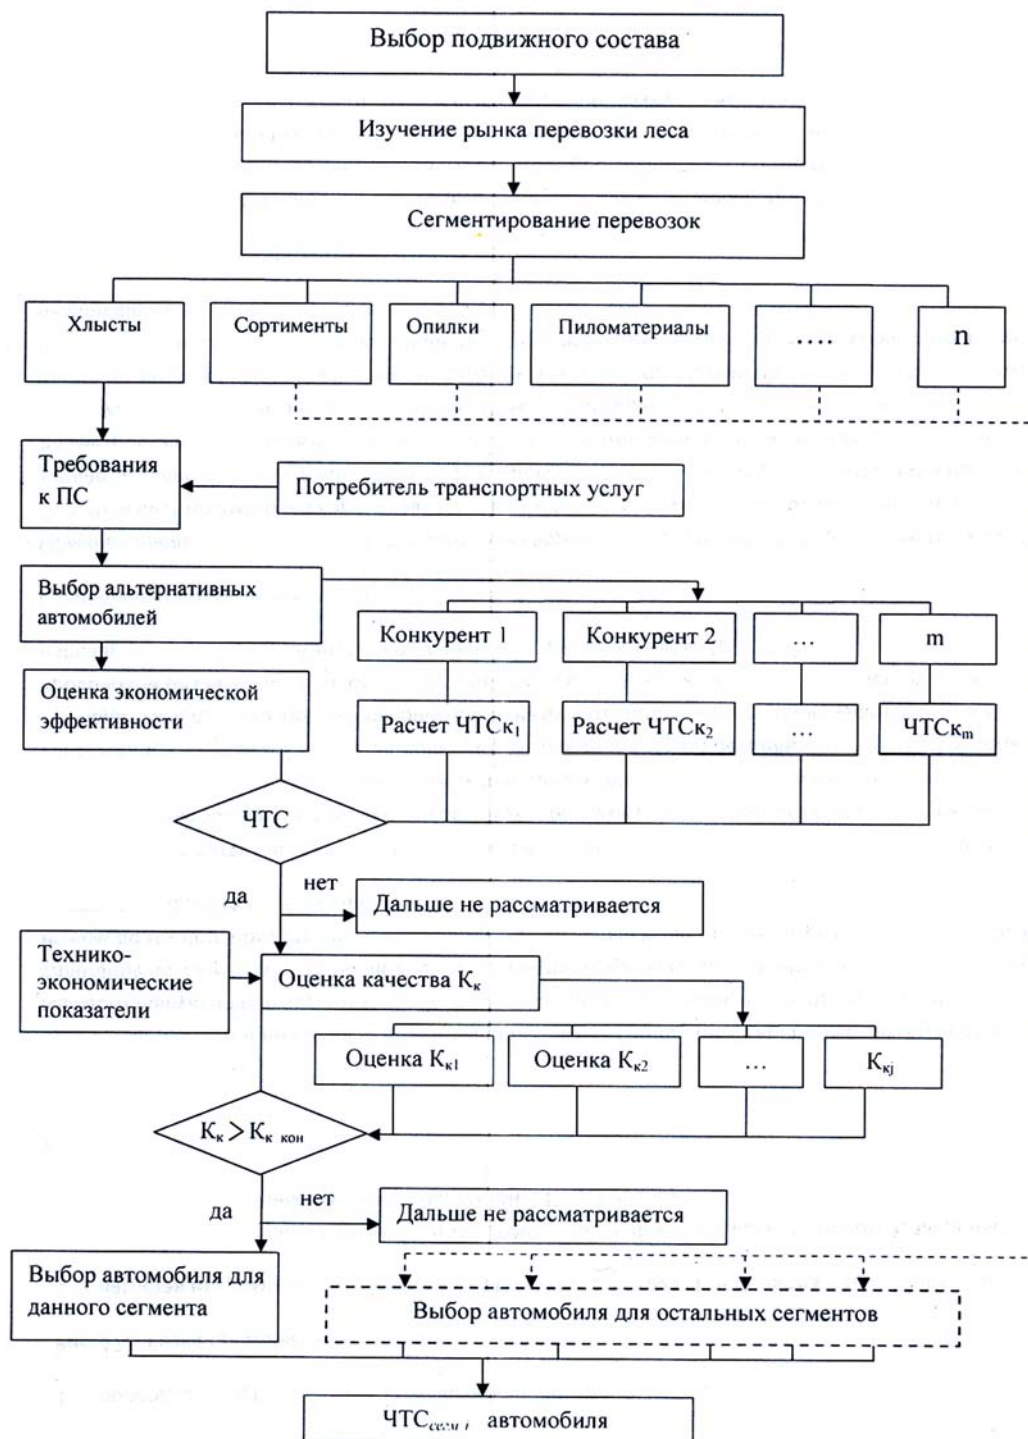 Выбор подвижного состава
Изучение рынка перевозки леса
Сегментирование перевозок
Хлысты
Сортименты
Опилки
Пиломатериалы
....
n
Требования
к ПС
Потребитель транспортных услуг
Выбор альтернативных
автомобилей
Конкурент 1
Конкурент 2
...
m
Оценка экономической
эффективности
Расчет ЧТСк₁
Расчет ЧТСк₂
...
ЧТСкₘ
ЧТС
да
нет
Дальше не рассматривается
Технико-
экономические
показатели
Оценка качества Кк
Оценка Кк1
Оценка Кк2
...
Ккj
Кк > Кк кон
да
нет
Дальше не рассматривается
Выбор автомобиля для
данного сегмента
Выбор автомобиля для остальных сегментов
ЧТСсегм i автомобиля